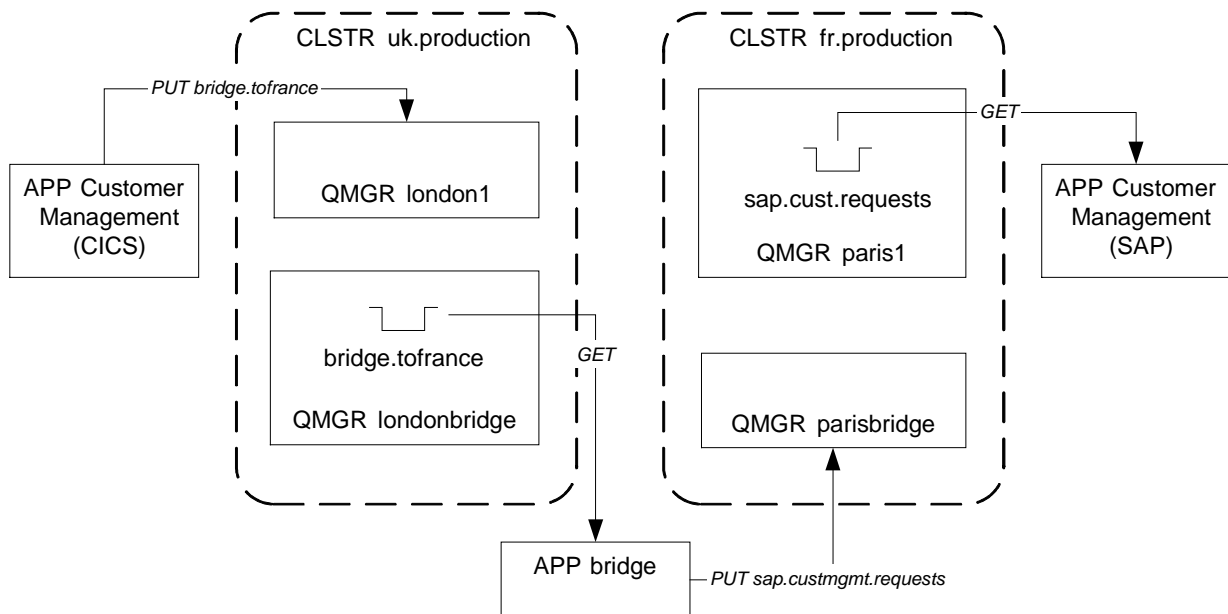 CLSTR uk.production
CLSTR fr.production
PUT bridge.tofrance
GET
APP Customer
Management
(CICS)
QMGR london1
sap.cust.requests
QMGR paris1
APP Customer
Management
(SAP)
bridge.tofrance
GET
QMGR londonbridge
QMGR parisbridge
APP bridge
PUT sap.custmgmt.requests